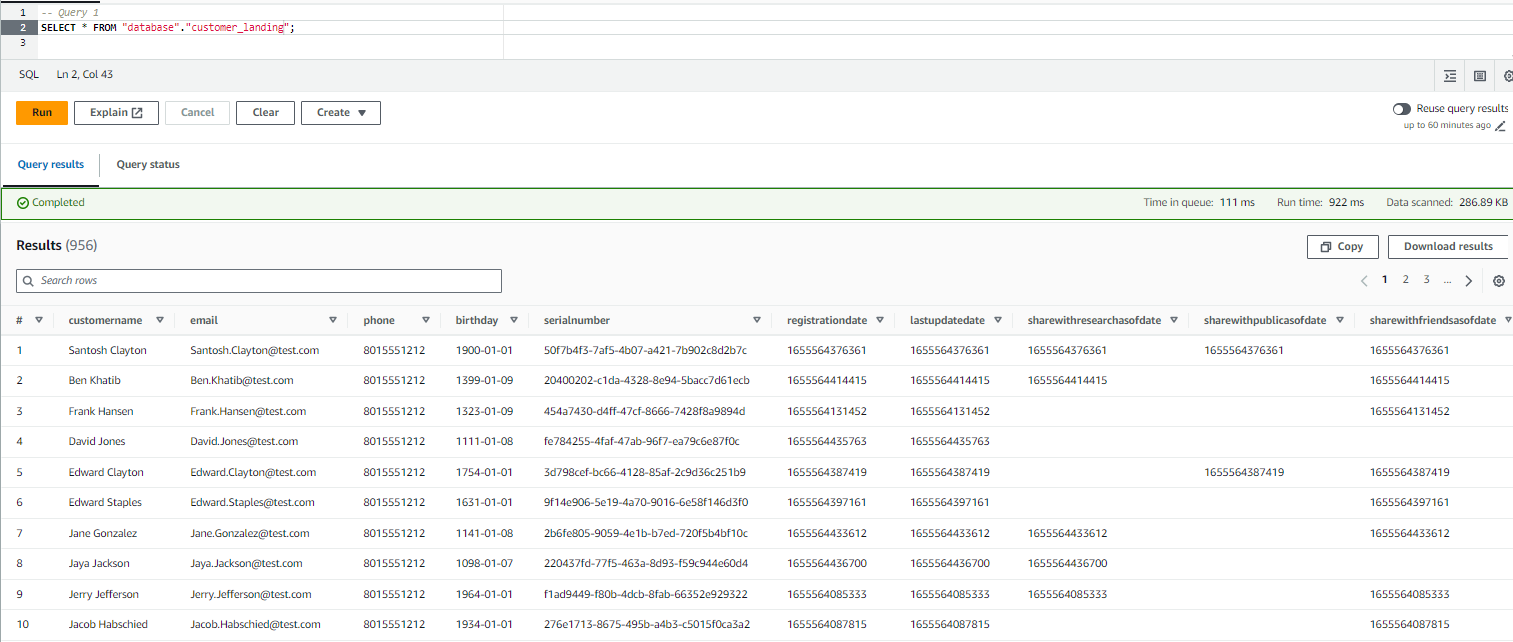 1 -- Query 1
2 SELECT * FROM "database"."customer_landing";
3
SQL Ln 2, Col 43
Run Explain Cancel Clear Create Reuse query results
up to 60 minutes ago
Query results Query status
Completed Time in queue: 111 ms Run time: 922 ms Data scanned: 286.89 KB
Results (956) Copy Download results
Search rows 1 2 3 ...
# customername email phone birthday serialnumber registrationdate lastupdatedate sharewithresearchasofdate sharewithpublicasofdate sharewithfriendsasofdate
1 Santosh Clayton Santosh.Clayton@test.com 8015551212 1900-01-01 50f7b4f3-7af5-4b07-a421-7b902c8d2b7c 1655564376361 1655564376361 1655564376361 1655564376361 1655564376361
2 Ben Khatib Ben.Khatib@test.com 8015551212 1399-01-09 20400202-c1da-4328-8e94-5bacc7d61ecb 1655564414415 1655564414415 1655564414415 1655564414415
3 Frank Hansen Frank.Hansen@test.com 8015551212 1323-01-09 454a7430-d4ff-47cf-8666-7428f8a9894d 1655564131452 1655564131452 1655564131452
4 David Jones David.Jones@test.com 8015551212 1111-01-08 fe784255-4faf-47ab-96f7-ea79c6e87f0c 1655564435763 1655564435763
5 Edward Clayton Edward.Clayton@test.com 8015551212 1754-01-01 3d798cef-bc66-4128-85af-2c9d36c251b9 1655564387419 1655564387419 1655564387419 1655564387419
6 Edward Staples Edward.Staples@test.com 8015551212 1631-01-01 9f14e906-5e19-4a70-9016-6e58f146d3f0 1655564397161 1655564397161 1655564397161
7 Jane Gonzalez Jane.Gonzalez@test.com 8015551212 1141-01-08 2b6fe805-9059-4e1b-b7ed-720f5b4bf10c 1655564433612 1655564433612 1655564433612 1655564433612
8 Jaya Jackson Jaya.Jackson@test.com 8015551212 1098-01-07 220437fd-77f5-463a-8d93-f59c944e60d4 1655564436700 1655564436700 1655564436700
9 Jerry Jefferson Jerry.Jefferson@test.com 8015551212 1964-01-01 f1ad9449-f80b-4dcb-8fab-66352e929322 1655564085333 1655564085333 1655564085333 1655564085333
10 Jacob Habschied Jacob.Habschied@test.com 8015551212 1934-01-01 276e1713-8675-495b-a4b3-c5015f0ca3a2 1655564087815 1655564087815 1655564087815